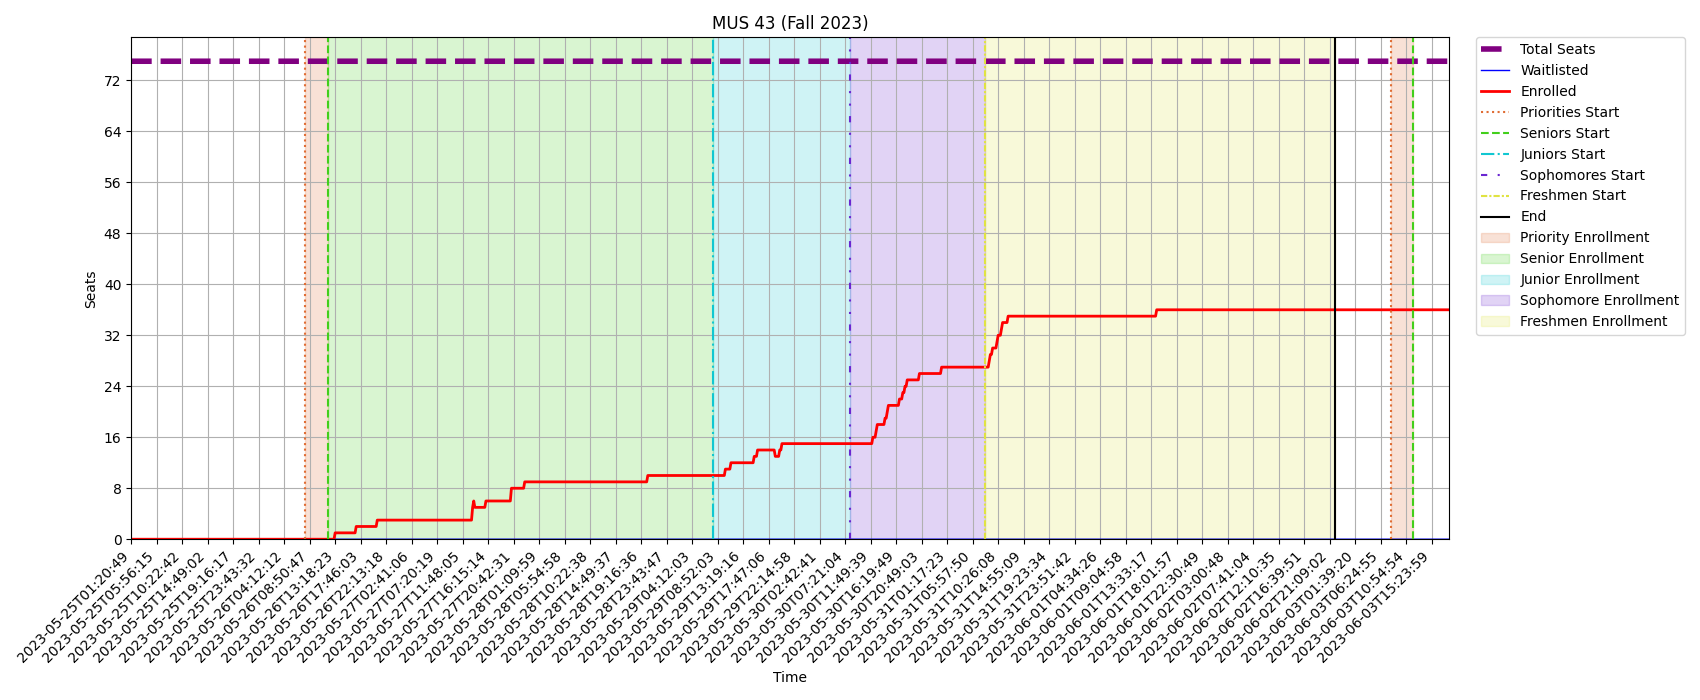 MUS 43 (Fall 2023)
72
64
56
48
40
32
24
16
8
0
Seats
2023-05-25T01:20:49
2023-05-25T05:56:15
2023-05-25T10:22:42
2023-05-25T14:49:02
2023-05-25T19:16:17
2023-05-25T23:43:32
2023-05-26T04:12:12
2023-05-26T08:50:47
2023-05-26T13:18:23
2023-05-26T17:46:03
2023-05-26T22:13:18
2023-05-27T02:41:06
2023-05-27T07:20:19
2023-05-27T11:48:05
2023-05-27T16:15:14
2023-05-27T20:42:31
2023-05-28T01:09:59
2023-05-28T05:54:58
2023-05-28T10:22:38
2023-05-28T14:49:37
2023-05-28T19:16:36
2023-05-28T23:43:47
2023-05-29T04:12:03
2023-05-29T08:52:03
2023-05-29T13:19:16
2023-05-29T17:47:06
2023-05-29T22:14:58
2023-05-30T02:42:41
2023-05-30T07:21:04
2023-05-30T11:49:39
2023-05-30T16:19:49
2023-05-30T20:49:03
2023-05-31T01:17:23
2023-05-31T05:57:50
2023-05-31T10:26:08
2023-05-31T14:55:09
2023-05-31T19:23:34
2023-05-31T23:51:42
2023-06-01T04:34:26
2023-06-01T09:04:58
2023-06-01T13:33:17
2023-06-01T18:01:57
2023-06-01T22:30:49
2023-06-02T03:00:48
2023-06-02T07:41:04
2023-06-02T12:10:35
2023-06-02T16:39:51
2023-06-02T21:09:02
2023-06-03T01:39:20
2023-06-03T06:24:55
2023-06-03T10:54:54
2023-06-03T15:23:59
Time
Total Seats
Waitlisted
Enrolled
Priorities Start
Seniors Start
Juniors Start
Sophomores Start
Freshmen Start
End
Priority Enrollment
Senior Enrollment
Junior Enrollment
Sophomore Enrollment
Freshmen Enrollment